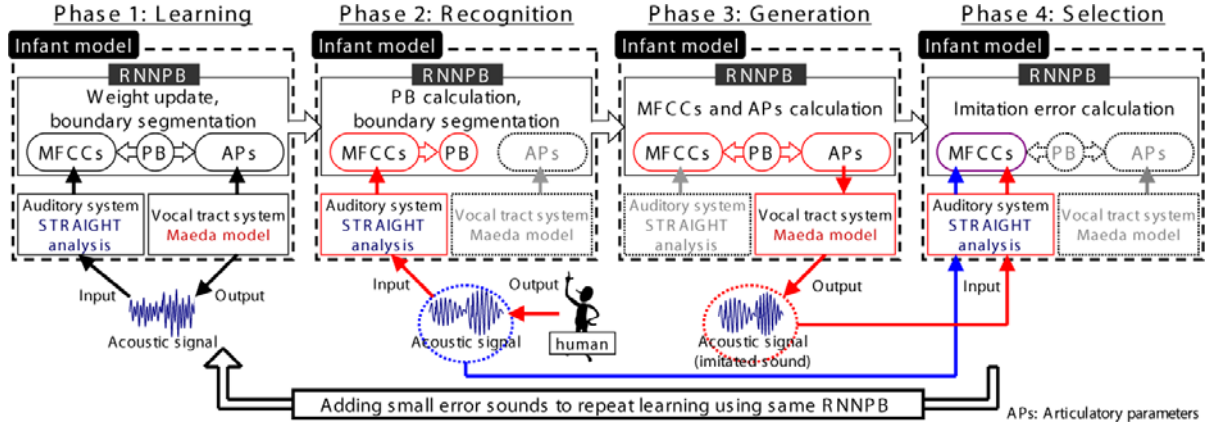 Phase 1: Learning
Infant model
RNNPB
Weight update,
boundary segmentation
MFCCs
PB
APs
Auditory system
STRAIGHT
analysis
Vocal tract system
Maeda model
Input
Output
Acoustic signal
Phase 2: Recognition
Infant model
RNNPB
PB calculation,
boundary segmentation
MFCCs
PB
APs
Auditory system
STRAIGHT
analysis
Vocal tract system
Maeda model
Input
Output
Acoustic signal
human
Phase 3: Generation
Infant model
RNNPB
MFCCs and APs calculation
MFCCs
PB
APs
Auditory system
STRAIGHT
analysis
Vocal tract system
Maeda model
Output
Acoustic signal
(imitated sound)
Phase 4: Selection
Infant model
RNNPB
Imitation error calculation
MFCCs
PB
APs
Auditory system
STRAIGHT
analysis
Vocal tract system
Maeda model
Input
Adding small error sounds to repeat learning using same RNNPB
APs: Articulatory parameters